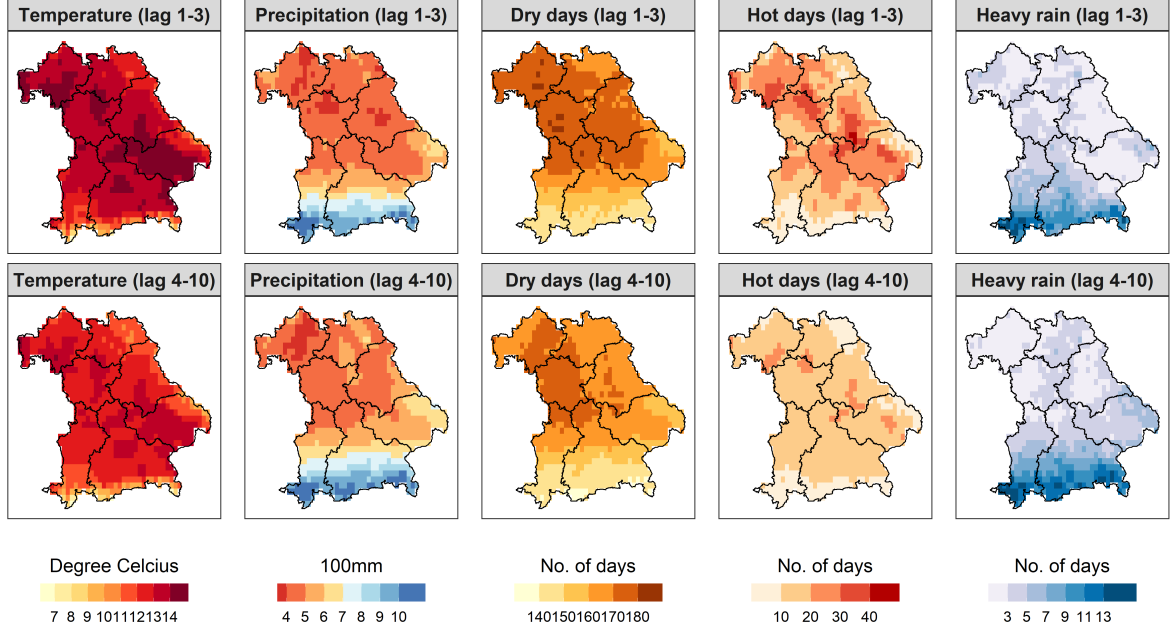 Temperature (lag 1-3) Precipitation (lag 1-3) Dry days (lag 1-3) Hot days (lag 1-3) Heavy rain (lag 1-3)
Temperature (lag 4-10) Precipitation (lag 4-10) Dry days (lag 4-10) Hot days (lag 4-10) Heavy rain (lag 4-10)
Degree Celcius 100mm No. of days No. of days No. of days
7 8 9 1011121314 4 5 6 7 8 9 10 140150160170180 10 20 30 40 3 5 7 9 11 13